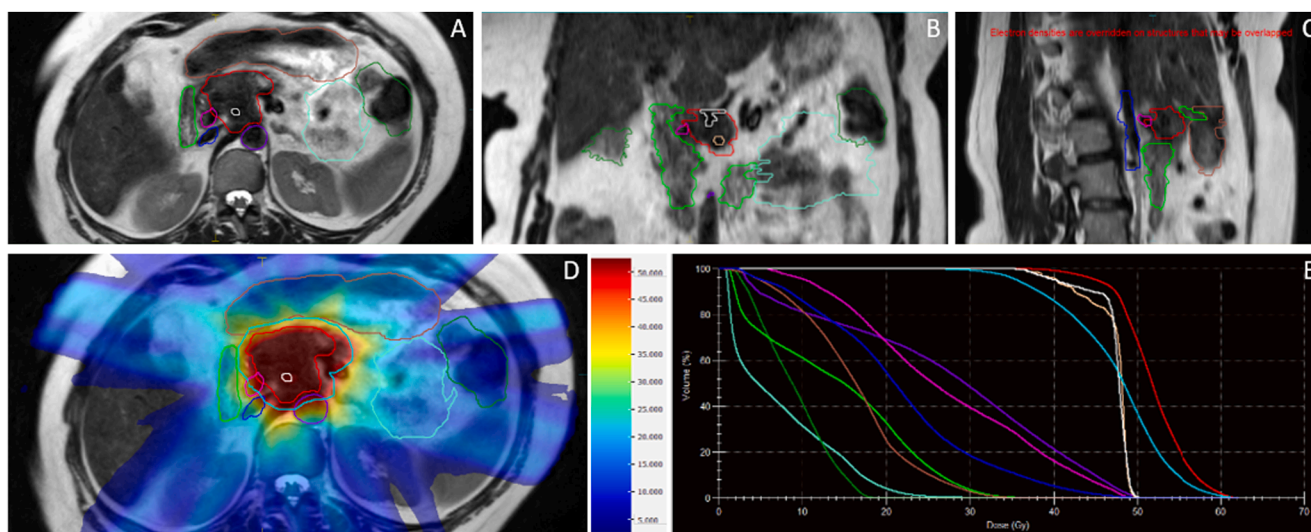 A
B
C
Electron densities are overridden on structures that may be overlapped
D
50.000
45.000
40.000
35.000
30.000
25.000
20.000
15.000
10.000
5.000
E
Volume (%)
100
80
60
40
20
0
0 10 20 30 40 50 60 70
Dose (Gy)